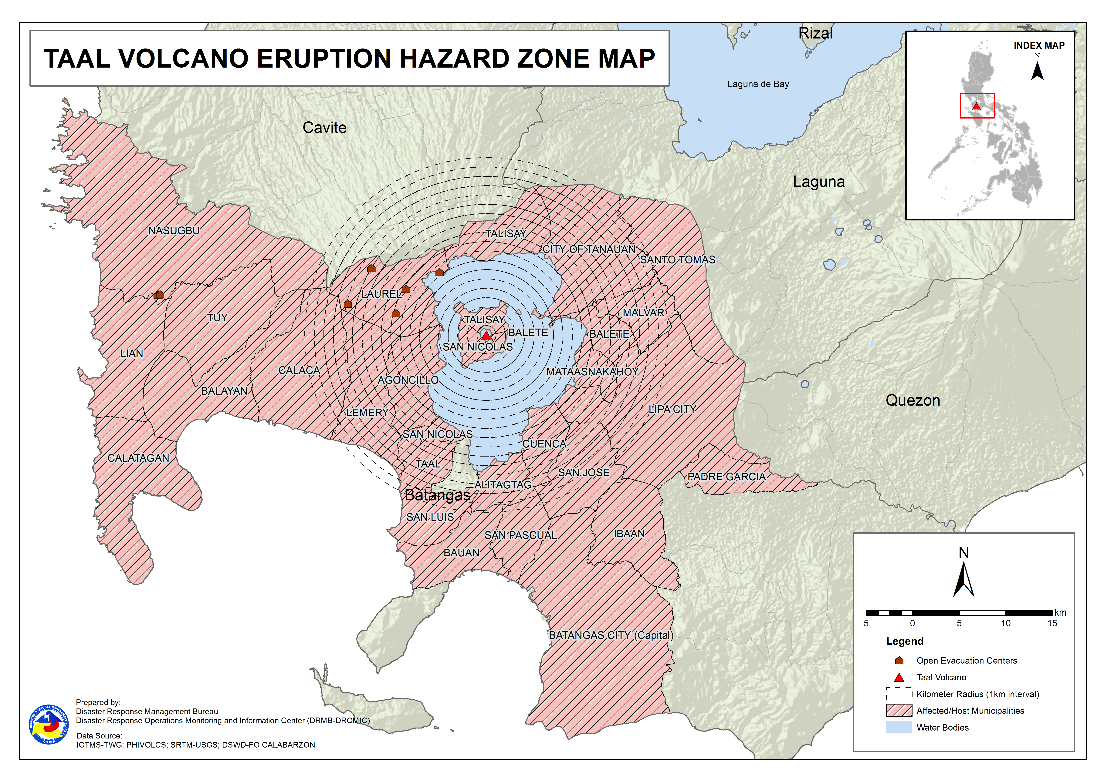 TAAL VOLCANO ERUPTION HAZARD ZONE MAP
Rizal
INDEX MAP
N
Laguna de Bay
Cavite
Laguna
NASUGBU
TALISAY
CITY OF TANAUAN
SANTO TOMAS
LAUREL
TUY
TALISAY
MALVAR
BALETE
BALETE
LIAN
SAN NICOLAS
CALACA
MATAASNAKAHOY
AGONCILLO
BALAYAN
Quezon
LEMERY
LIPA CITY
SAN NICOLAS
CUENCA
CALATAGAN
TAAL
SAN JOSE
PADRE GARCIA
ALITAGTAG
Batangas
SAN LUIS
SAN PASCUAL
IBAAN
BAUAN
BATANGAS CITY (Capital)
N
km
5 0 5 10 15
Legend
Open Evacuation Centers
Taal Volcano
Kilometer Radius (1km interval)
Affected/Host Municipalities
Water Bodies
Prepared by:
Disaster Response Management Bureau
Disaster Response Operations Monitoring and Information Center (DRMB-DROMIC)
Data Source:
ICTMS-TWG; PHIVOLCS; SRTM-USGS; DSWD-FO CALABARZON